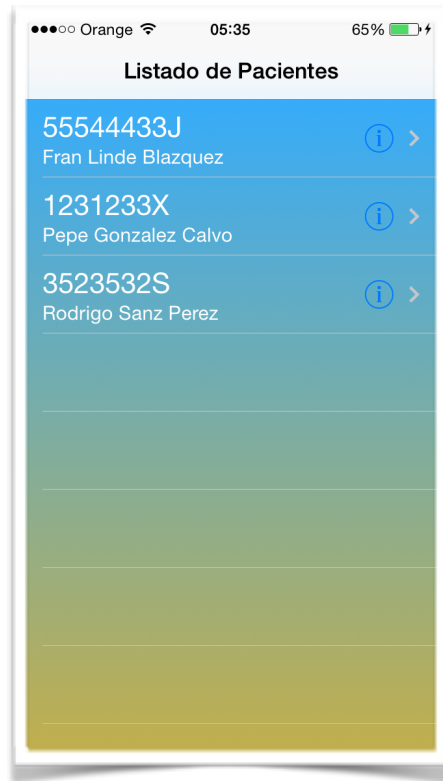 Orange 05:35 65%
Listado de Pacientes
55544433J
Fran Linde Blazquez
1231233X
Pepe Gonzalez Calvo
3523532S
Rodrigo Sanz Perez